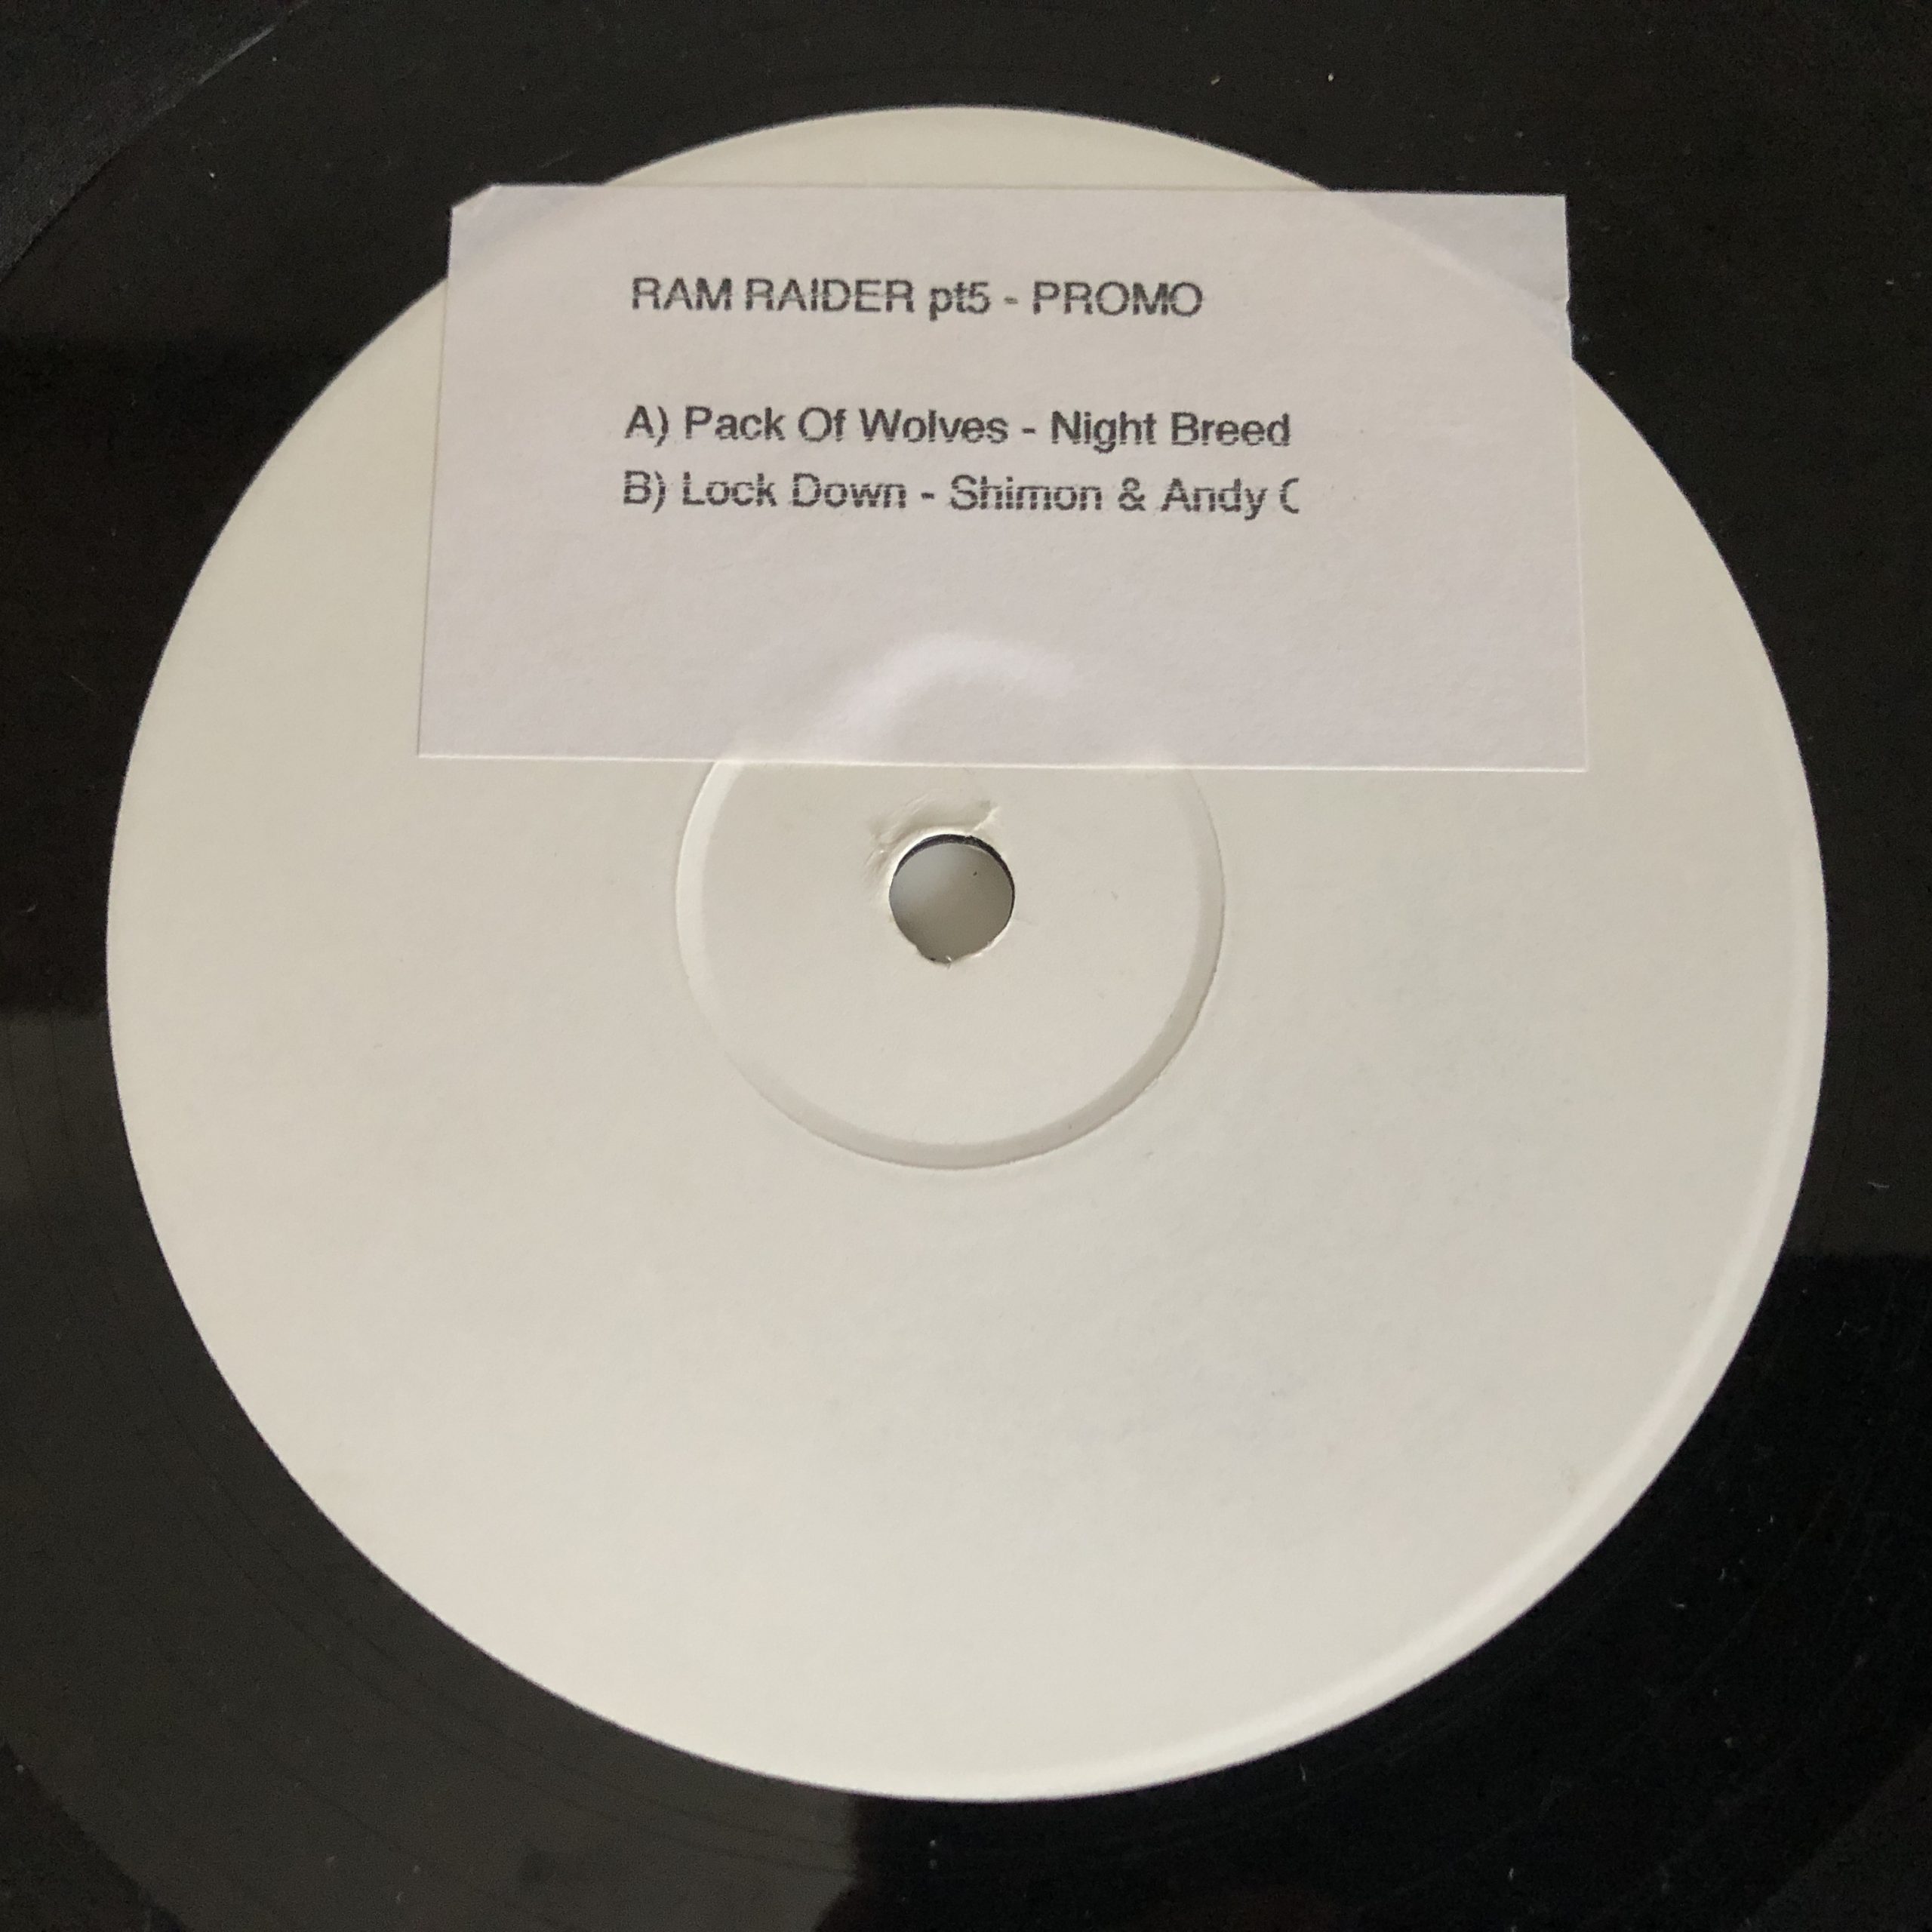 RAM RAIDER pt5 - PROMO
A) Pack Of Wolves - Night Breed
B) Lock Down - Shimon & Andy C